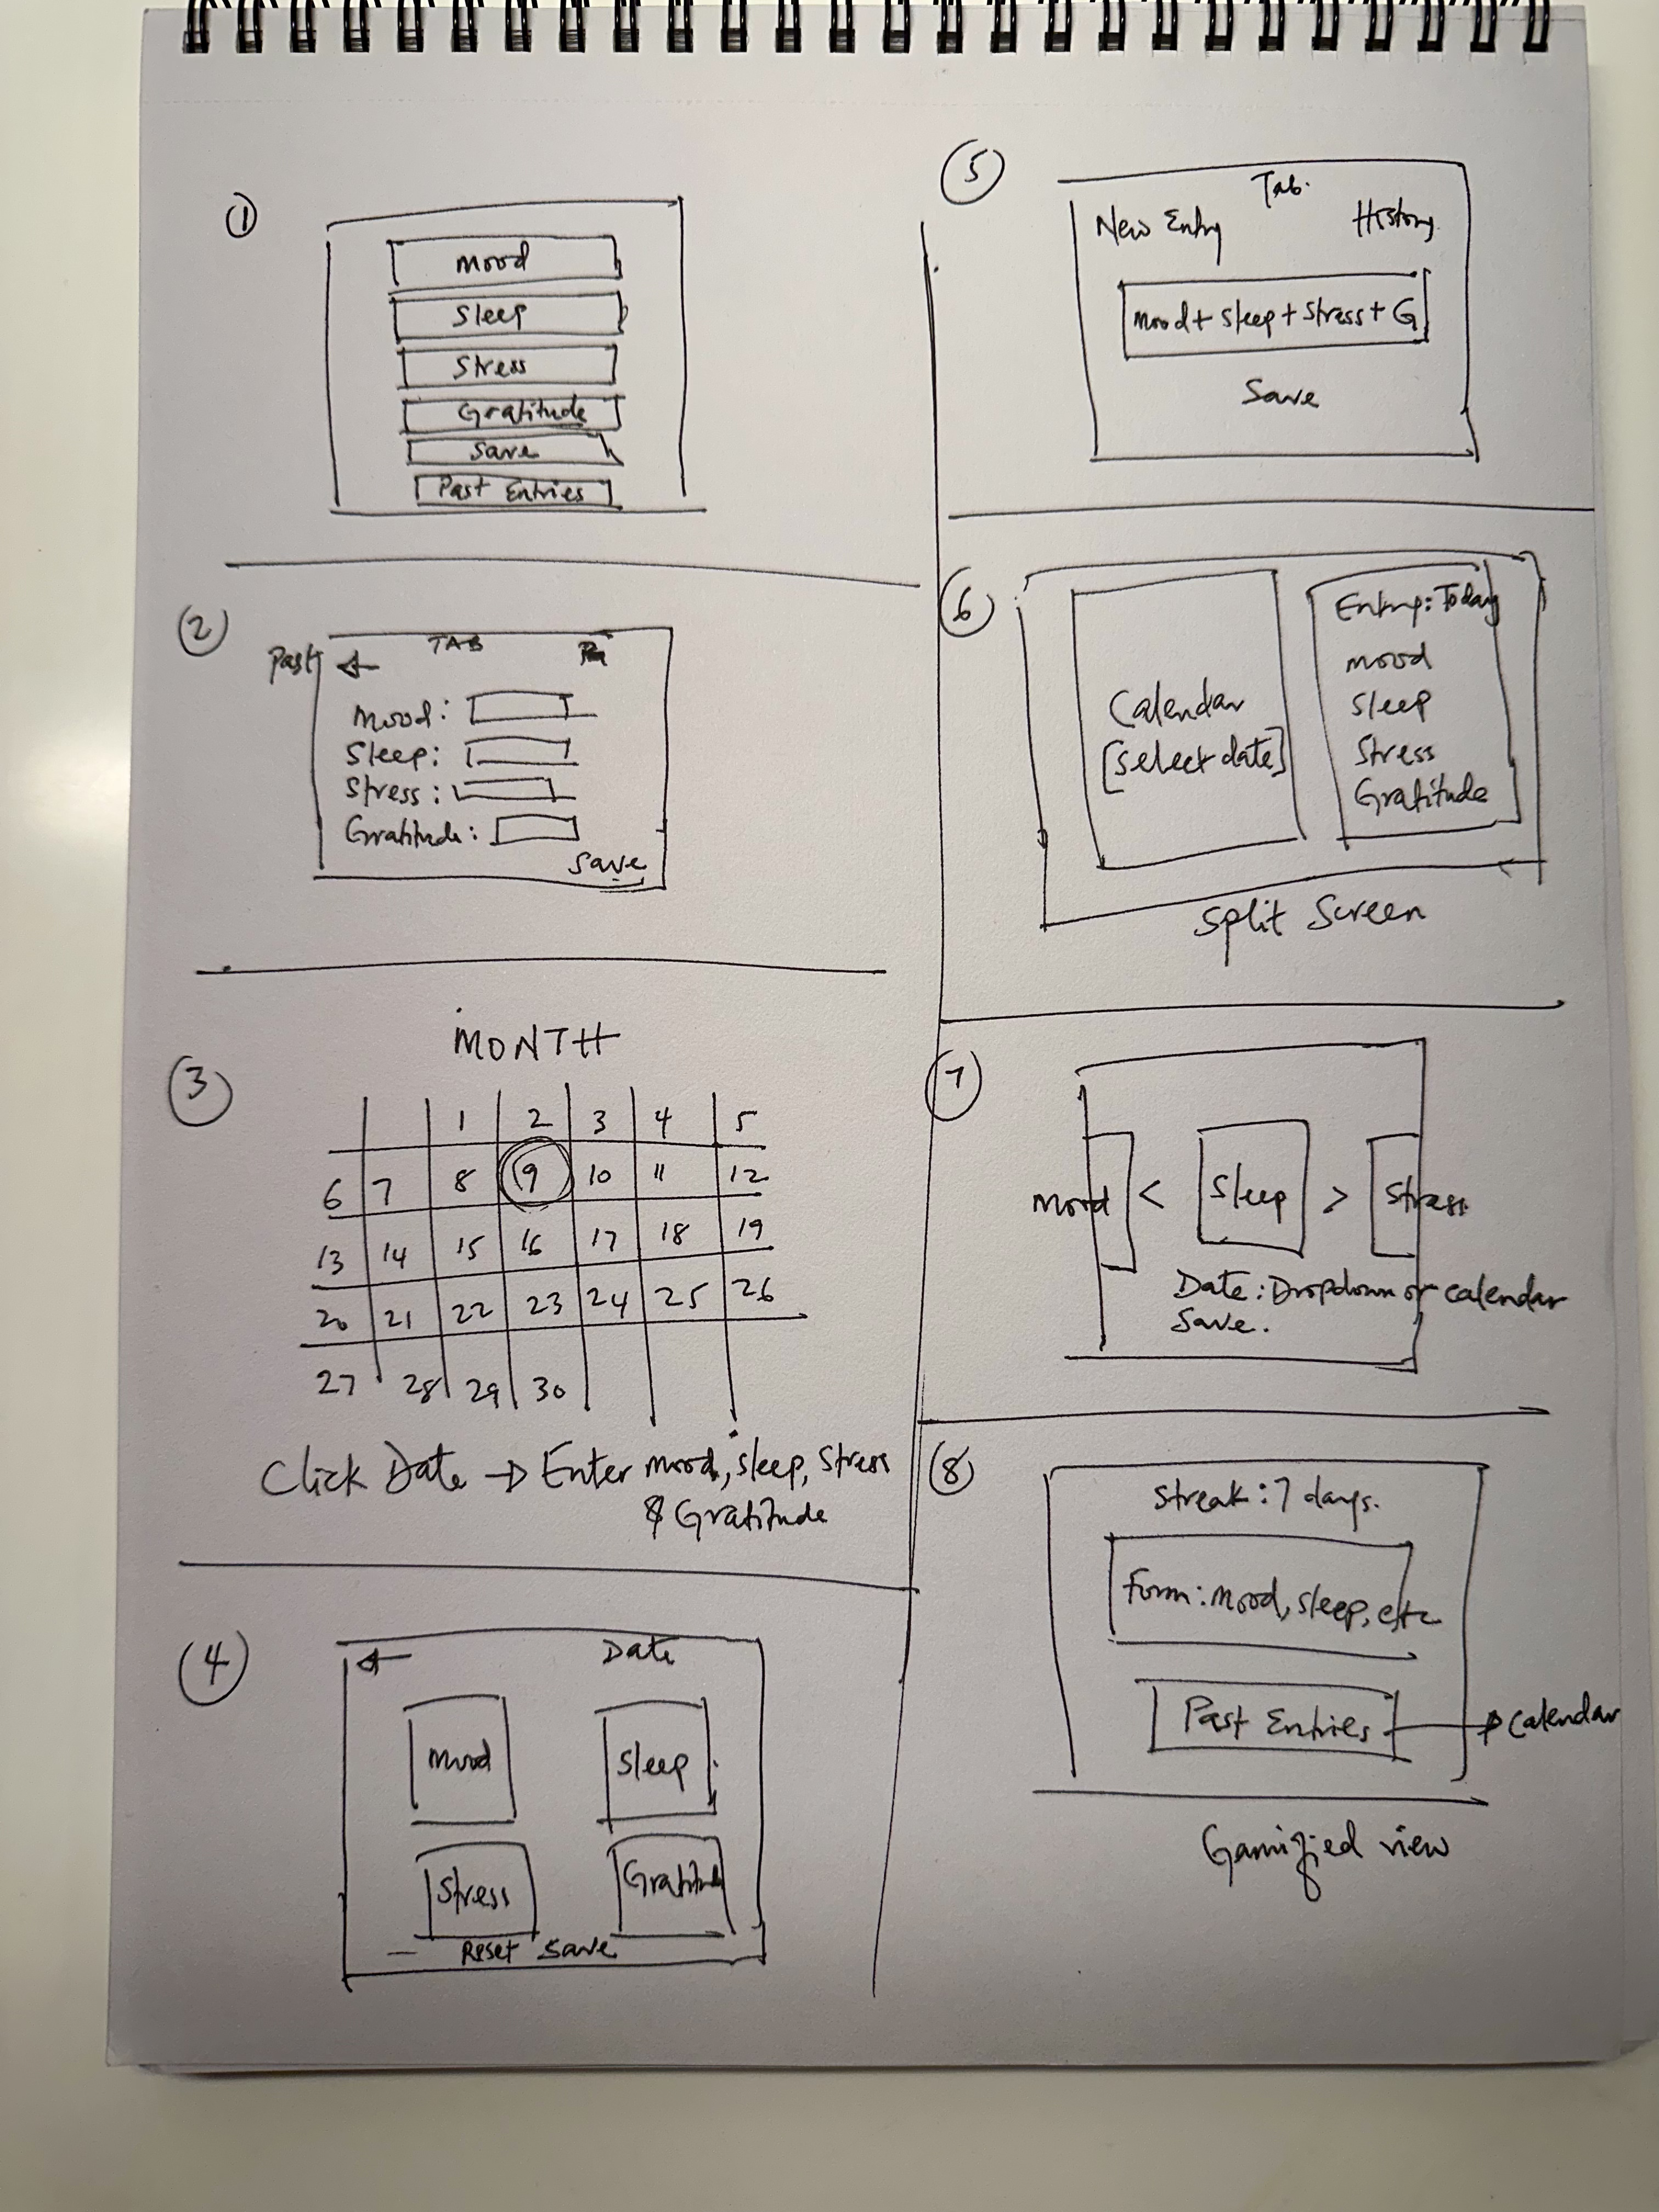 1
Mood
Sleep
Stress
Gratitude
Save
Past Entries
2
Past
TAB
Mood:
Sleep:
Stress:
Gratitude:
Save
3
MONTH
1 2 3 4 5
6 7 8 9 10 11 12
13 14 15 16 17 18 19
20 21 22 23 24 25 26
27 28 29 30
Click Date → Enter mood, sleep, stress
& Gratitude
4
← Date
Mood Sleep
Stress Gratitude
Reset Save
5
Tab.
New Entry History
mood + sleep + stress + G
Save
6
Calendar
[select date]
Entry: Today
mood
sleep
stress
Gratitude
Split Screen
7
Mood < Sleep > Stress
Date: Dropdown or calendar
Save.
8
Streak: 7 days.
Form: Mood, sleep, etc
Past Entries → Calendar
Gamified view